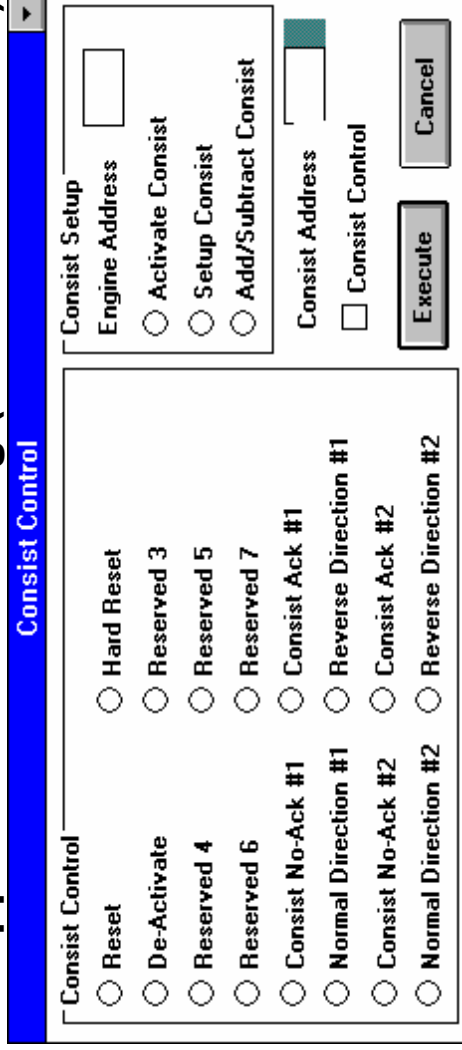 Consist Control
Consist Control
Reset
Hard Reset
De-Activate
Reserved 3
Reserved 4
Reserved 5
Reserved 6
Reserved 7
Consist No-Ack #1
Consist Ack #1
Normal Direction #1
Reverse Direction #1
Consist No-Ack #2
Consist Ack #2
Normal Direction #2
Reverse Direction #2
Consist Setup
Engine Address
Activate Consist
Setup Consist
Add/Subtract Consist
Consist Address
Consist Control
Execute
Cancel